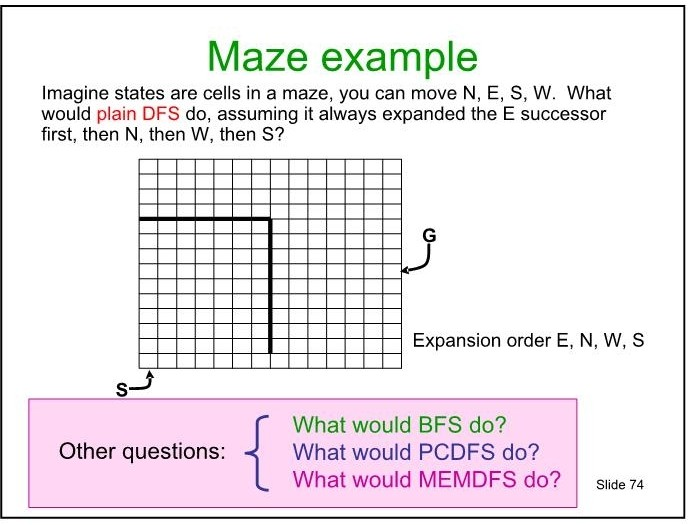 Maze example
Imagine states are cells in a maze, you can move N, E, S, W.  What
would plain DFS do, assuming it always expanded the E successor
first, then N, then W, then S?
G
Expansion order E, N, W, S
S
What would BFS do?
Other questions:
What would PCDFS do?
What would MEMDFS do?
Slide 74